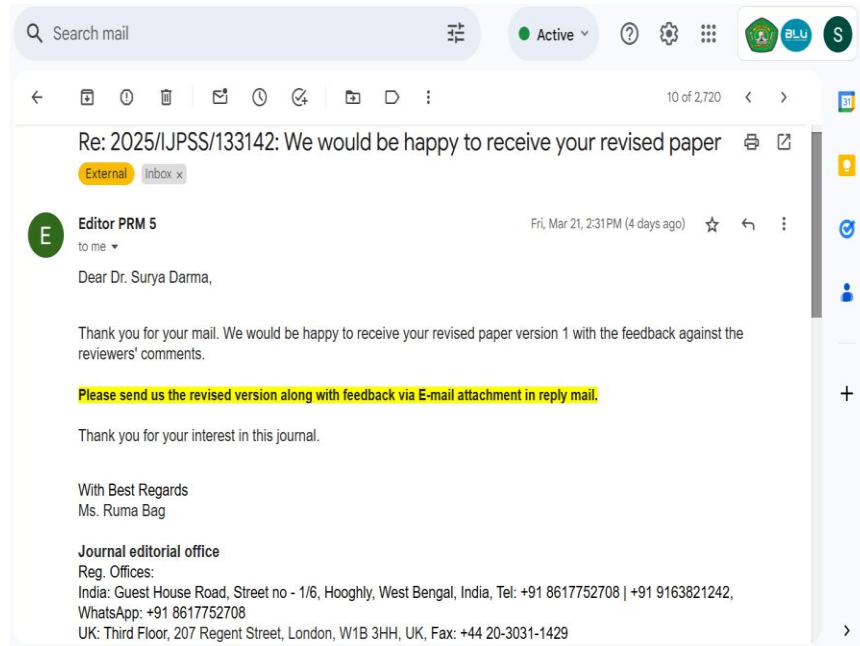 Search mail
Active
BLU
S
10 of 2,720
31
Re: 2025/IJPSS/133142: We would be happy to receive your revised paper
External
Inbox x
E
Editor PRM 5
Fri, Mar 21, 2:31 PM (4 days ago)
to me
Dear Dr. Surya Darma,
Thank you for your mail. We would be happy to receive your revised paper version 1 with the feedback against the
reviewers' comments.
Please send us the revised version along with feedback via E-mail attachment in reply mail.
Thank you for your interest in this journal.
With Best Regards
Ms. Ruma Bag
Journal editorial office
Reg. Offices:
India: Guest House Road, Street no - 1/6, Hooghly, West Bengal, India, Tel: +91 8617752708 | +91 9163821242,
WhatsApp: +91 8617752708
UK: Third Floor, 207 Regent Street, London, W1B 3HH, UK, Fax: +44 20-3031-1429